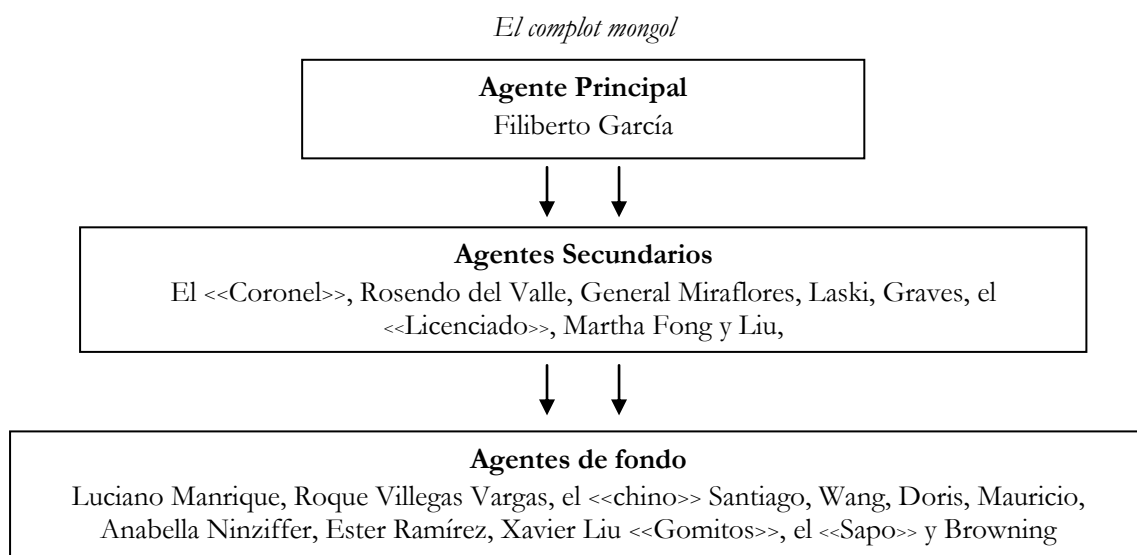 El complot mongol
Agente Principal
Filiberto García
Agentes Secundarios
El <<Coronel>>, Rosendo del Valle, General Miraflores, Laski, Graves, el
<<Licenciado>>, Martha Fong y Liu,
Agentes de fondo
Luciano Manrique, Roque Villegas Vargas, el <<chino>> Santiago, Wang, Doris, Mauricio,
Anabella Ninziffer, Ester Ramírez, Xavier Liu <<Gomitos>>, el <<Sapo>> y Browning